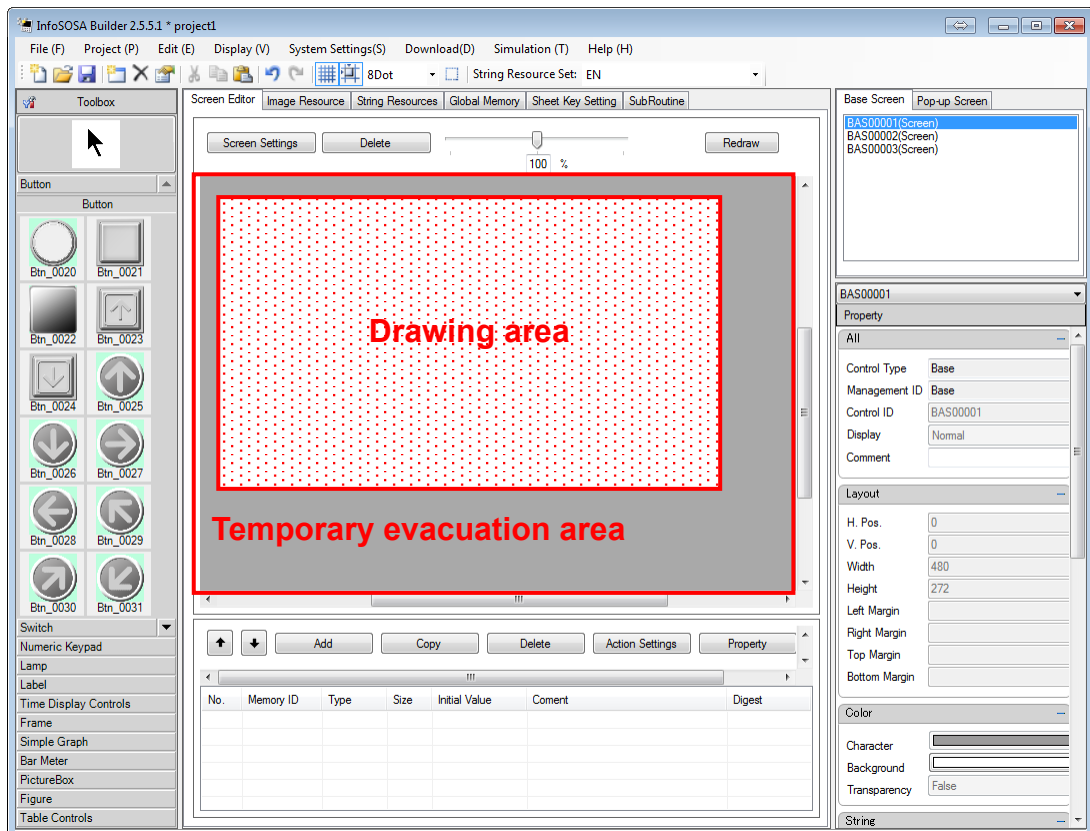 InfoSOSA Builder 2.5.5.1 * project1
File (F) Project (P) Edit (E) Display (V) System Settings(S) Download(D) Simulation (T) Help (H)
8Dot String Resource Set: EN
Toolbox
Button
Button
Btn_0020 Btn_0021
Btn_0022 Btn_0023
Btn_0024 Btn_0025
Btn_0026 Btn_0027
Btn_0028 Btn_0029
Btn_0030 Btn_0031
Switch
Numeric Keypad
Lamp
Label
Time Display Controls
Frame
Simple Graph
Bar Meter
PictureBox
Figure
Table Controls
Screen Editor Image Resource String Resources Global Memory Sheet Key Setting SubRoutine
Screen Settings Delete 100 % Redraw
Drawing area
Temporary evacuation area
Add Copy Delete Action Settings Property
No. Memory ID Type Size Initial Value Coment Digest
Base Screen Pop-up Screen
BAS00001(Screen)
BAS00002(Screen)
BAS00003(Screen)
BAS00001
Property
All
Control Type Base
Management ID Base
Control ID BAS00001
Display Normal
Comment
Layout
H. Pos. 0
V. Pos. 0
Width 480
Height 272
Left Margin
Right Margin
Top Margin
Bottom Margin
Color
Character
Background
Transparency False
String